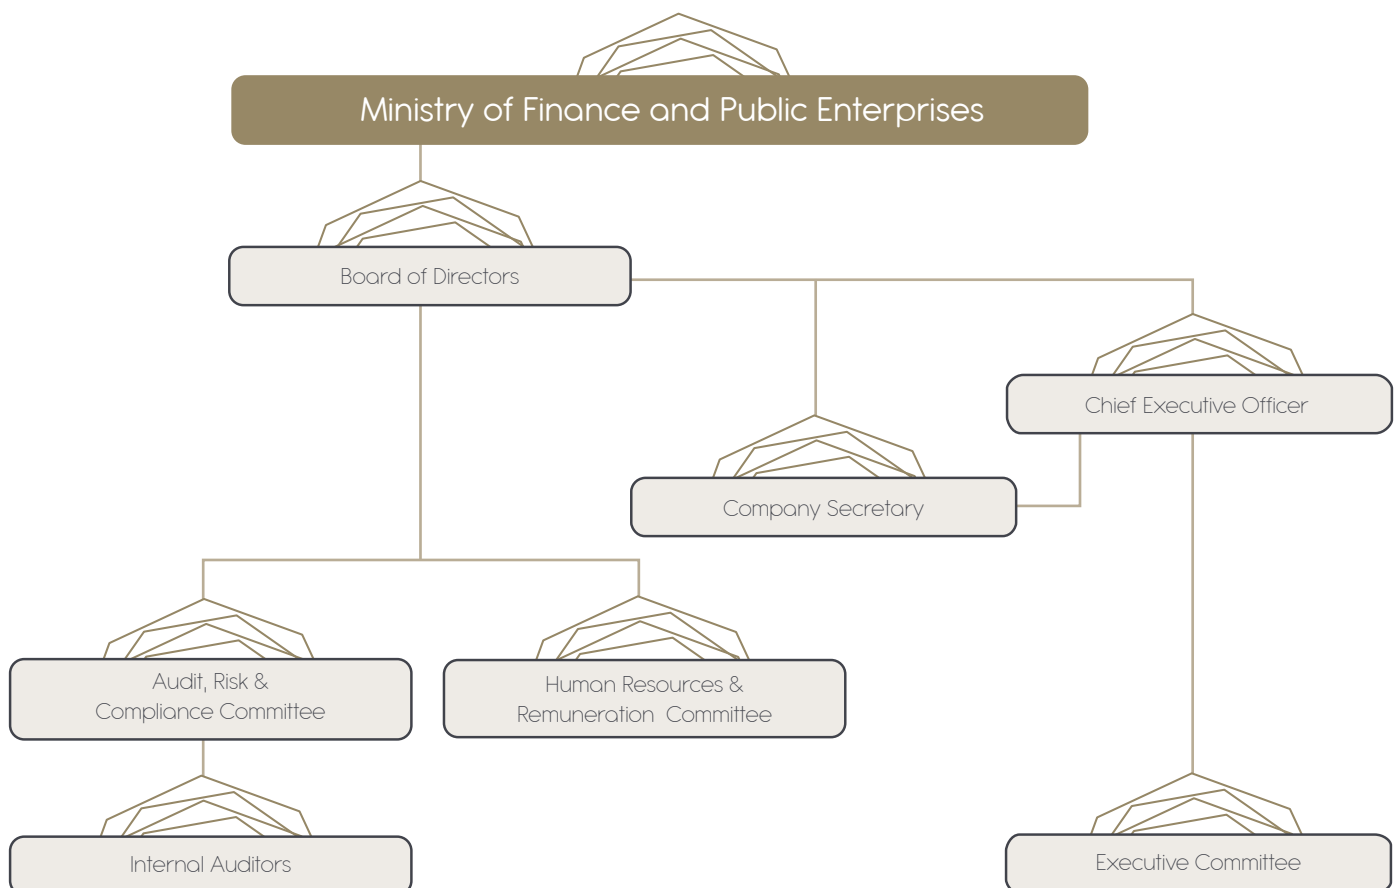 Ministry of Finance and Public Enterprises
Board of Directors
Chief Executive Officer
Company Secretary
Audit, Risk &
Compliance Committee
Human Resources &
Remuneration Committee
Internal Auditors
Executive Committee